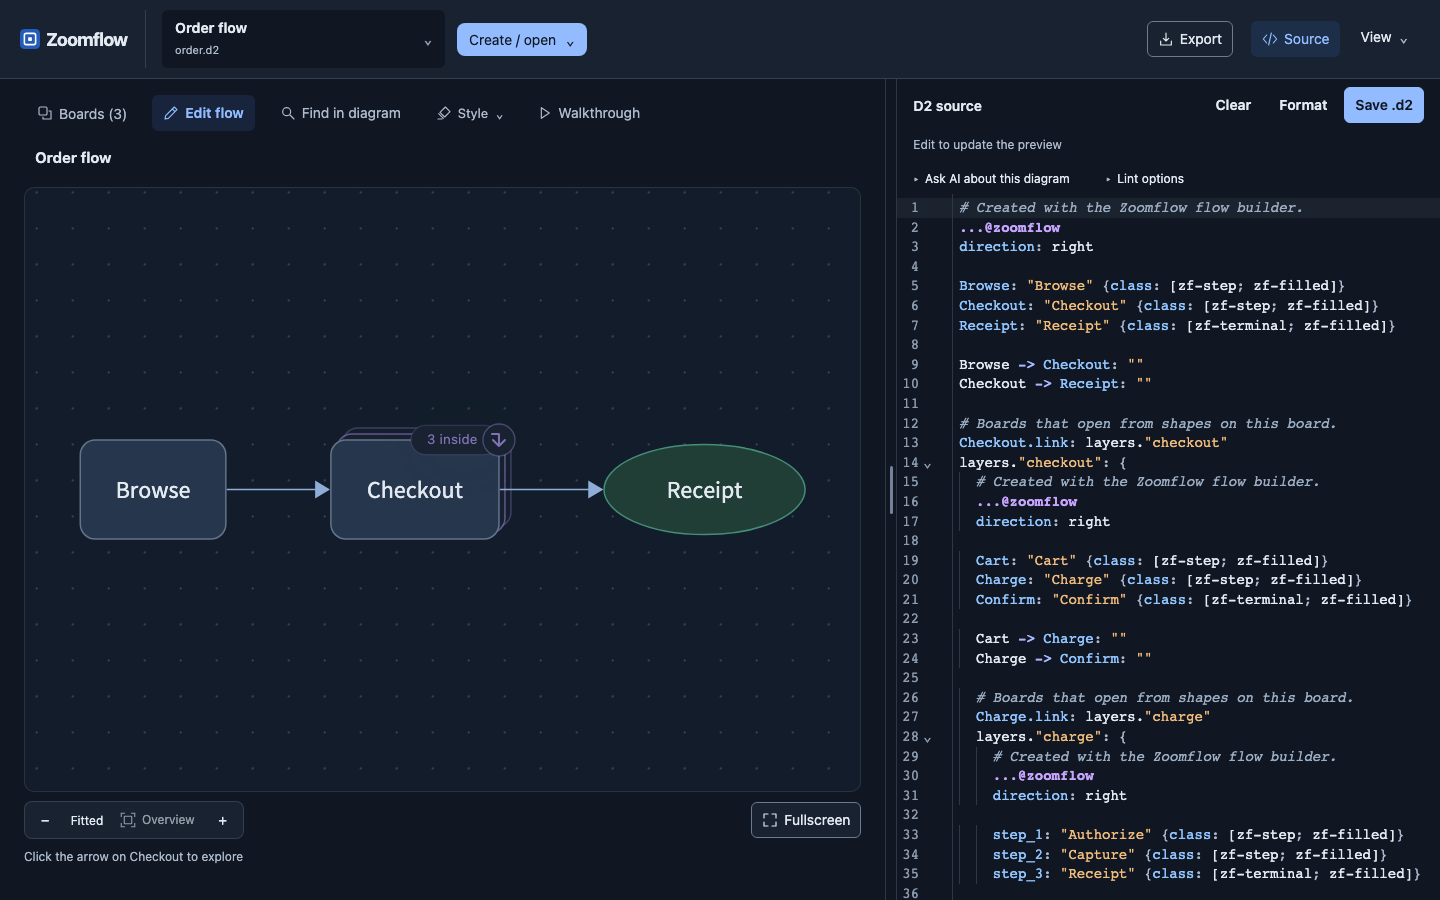 Zoomflow
Order flow
order.d2
Create / open
Export
Source
View
Boards (3)
Edit flow
Find in diagram
Style
Walkthrough
Order flow
Browse
3 inside
Checkout
Receipt
Fitted
Overview
Fullscreen
Click the arrow on Checkout to explore
D2 source
Clear
Format
Save .d2
Edit to update the preview
Ask AI about this diagram
Lint options
1 # Created with the Zoomflow flow builder.
2 ...@zoomflow
3 direction: right
4
5 Browse: "Browse" {class: [zf-step; zf-filled]}
6 Checkout: "Checkout" {class: [zf-step; zf-filled]}
7 Receipt: "Receipt" {class: [zf-terminal; zf-filled]}
8
9 Browse -> Checkout: ""
10 Checkout -> Receipt: ""
11
12 # Boards that open from shapes on this board.
13 Checkout.link: layers."checkout"
14 layers."checkout": {
15 # Created with the Zoomflow flow builder.
16 ...@zoomflow
17 direction: right
18
19 Cart: "Cart" {class: [zf-step; zf-filled]}
20 Charge: "Charge" {class: [zf-step; zf-filled]}
21 Confirm: "Confirm" {class: [zf-terminal; zf-filled]}
22
23 Cart -> Charge: ""
24 Charge -> Confirm: ""
25
26 # Boards that open from shapes on this board.
27 Charge.link: layers."charge"
28 layers."charge": {
29 # Created with the Zoomflow flow builder.
30 ...@zoomflow
31 direction: right
32
33 step_1: "Authorize" {class: [zf-step; zf-filled]}
34 step_2: "Capture" {class: [zf-step; zf-filled]}
35 step_3: "Receipt" {class: [zf-terminal; zf-filled]}
36